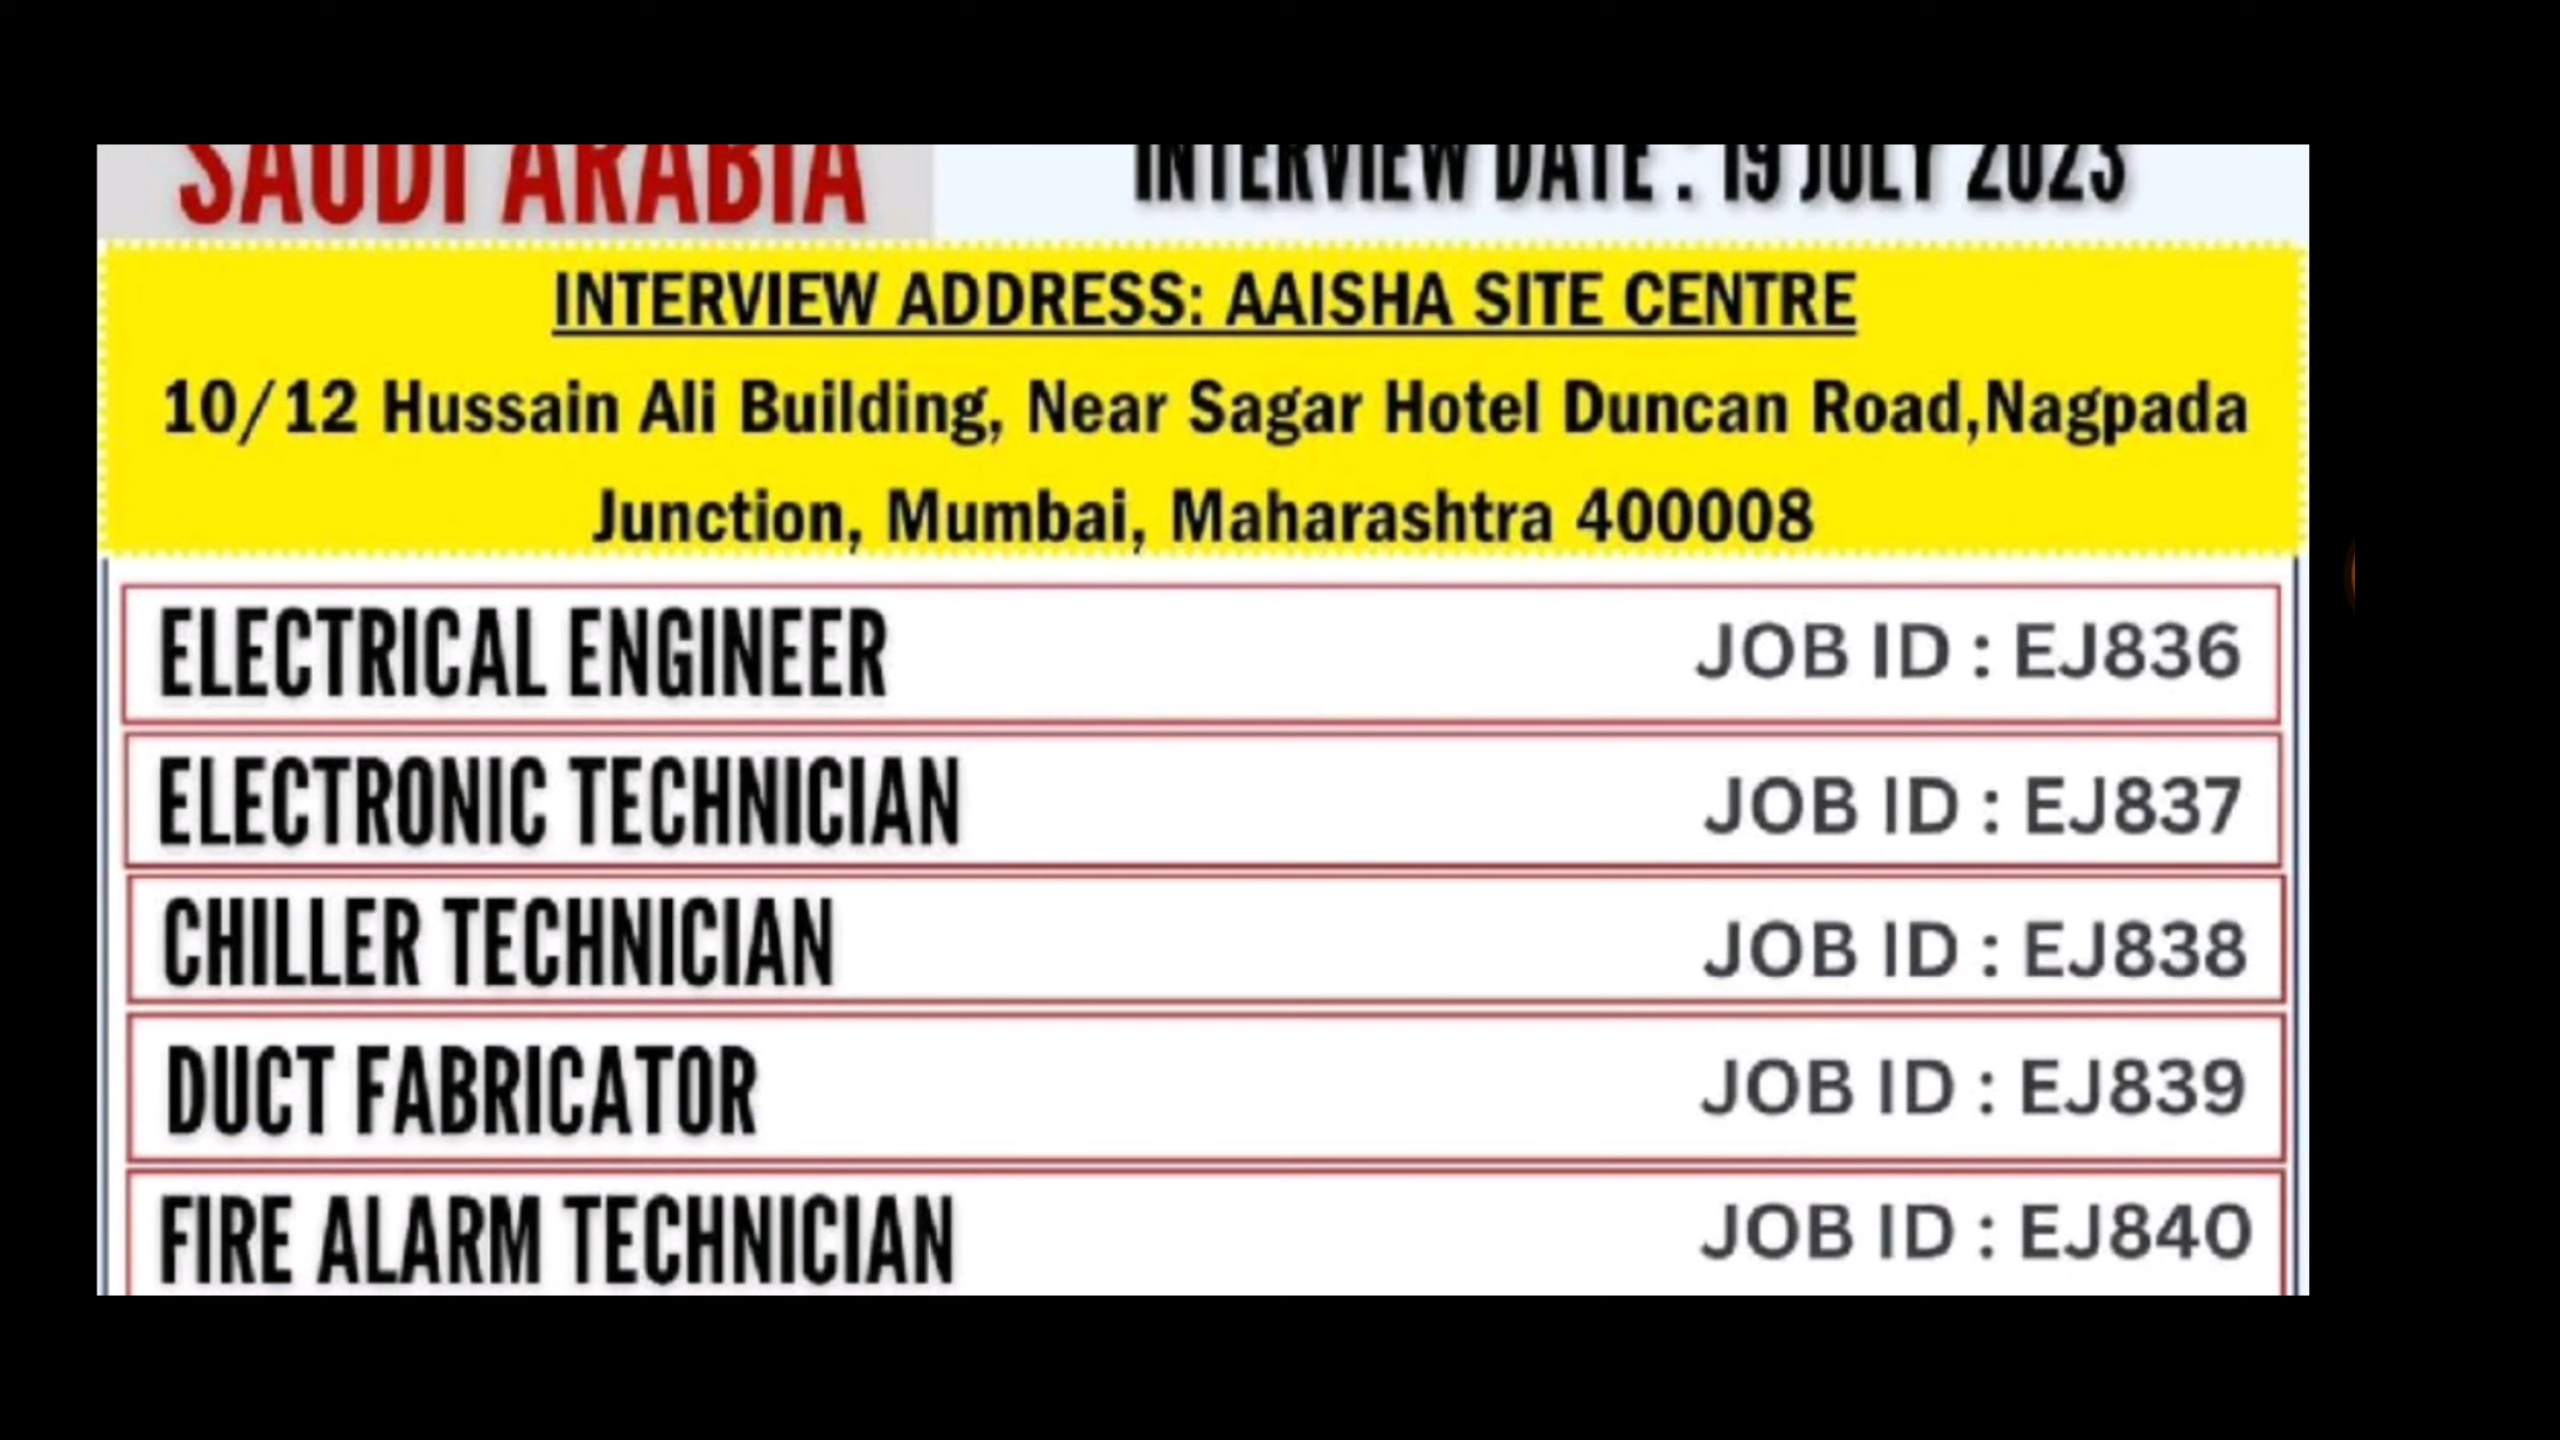 SAUDI ARABIA
INTERVIEW DATE : 19 JULY 2023
INTERVIEW ADDRESS: AAISHA SITE CENTRE
10/12 Hussain Ali Building, Near Sagar Hotel Duncan Road,Nagpada
Junction, Mumbai, Maharashtra 400008
ELECTRICAL ENGINEER JOB ID : EJ836
ELECTRONIC TECHNICIAN JOB ID : EJ837
CHILLER TECHNICIAN JOB ID : EJ838
DUCT FABRICATOR JOB ID : EJ839
FIRE ALARM TECHNICIAN JOB ID : EJ840